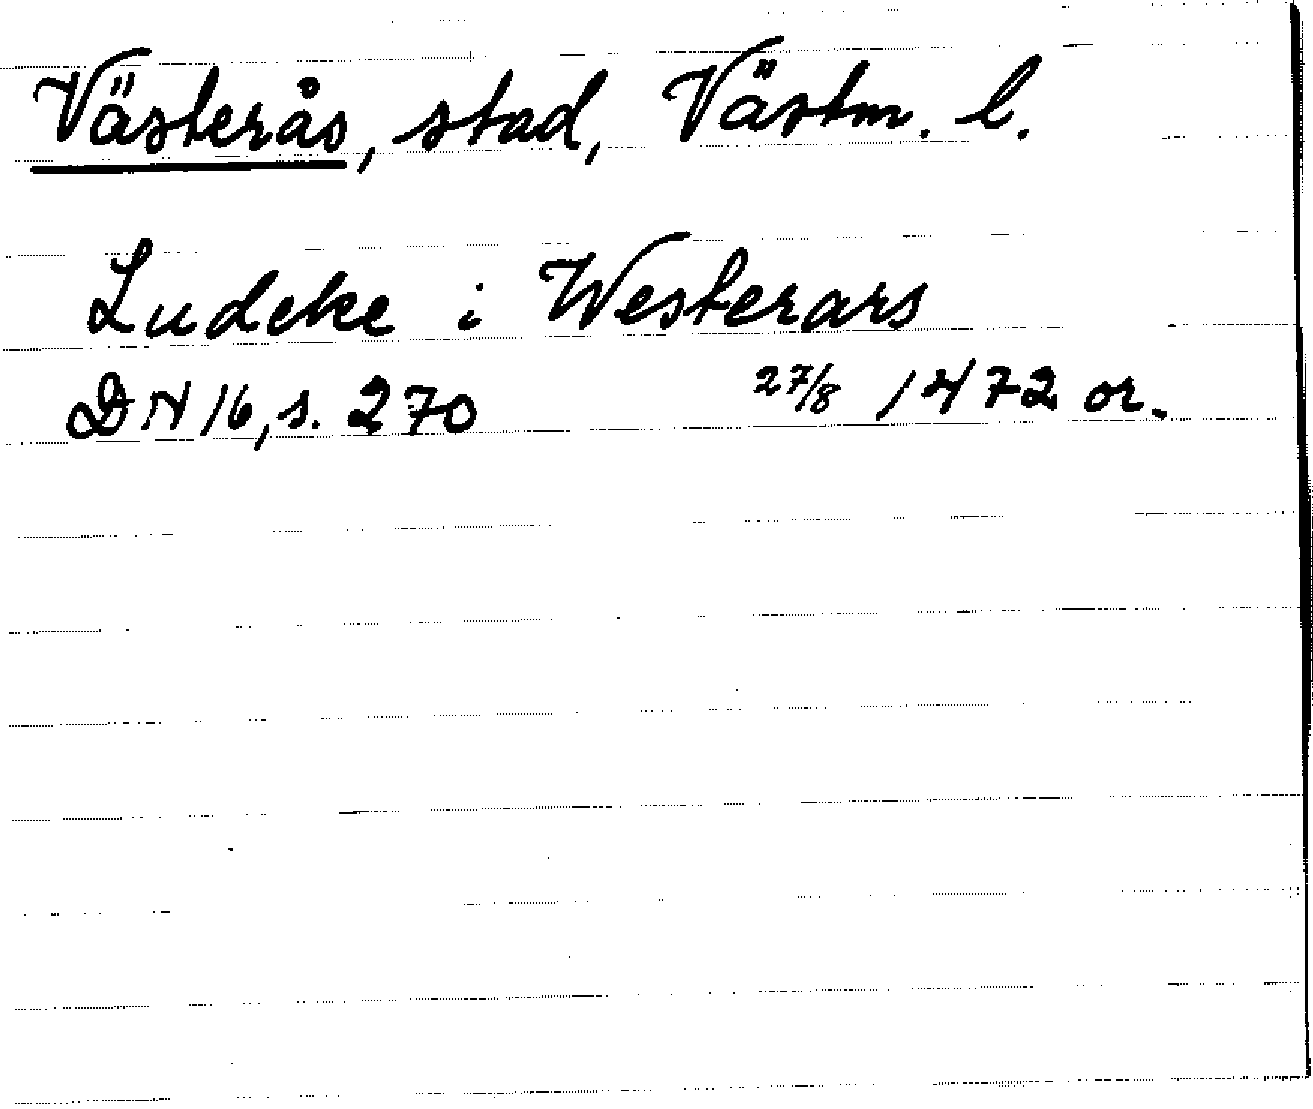 Västerås, stad, Västm. l.
Ludeke i Westerars
DN 16, s. 270 27/8 1472 or.